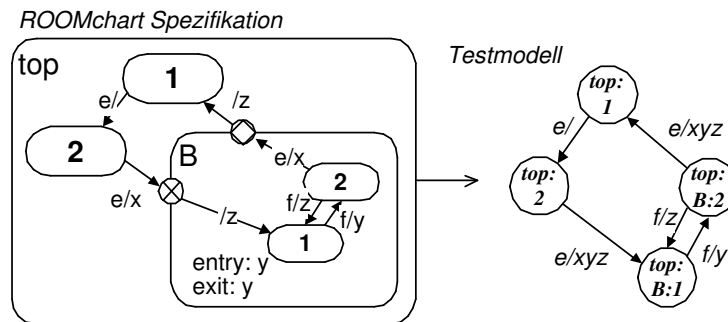 ROOMchart Spezifikation
Testmodell
top
1
e/
/z
2
B
e/x
e/x
2
/z
f/z
f/y
1
entry: y
exit: y
top:
1
e/
e/xyz
top:
2
top:
B:2
f/z
f/y
e/xyz
top:
B:1